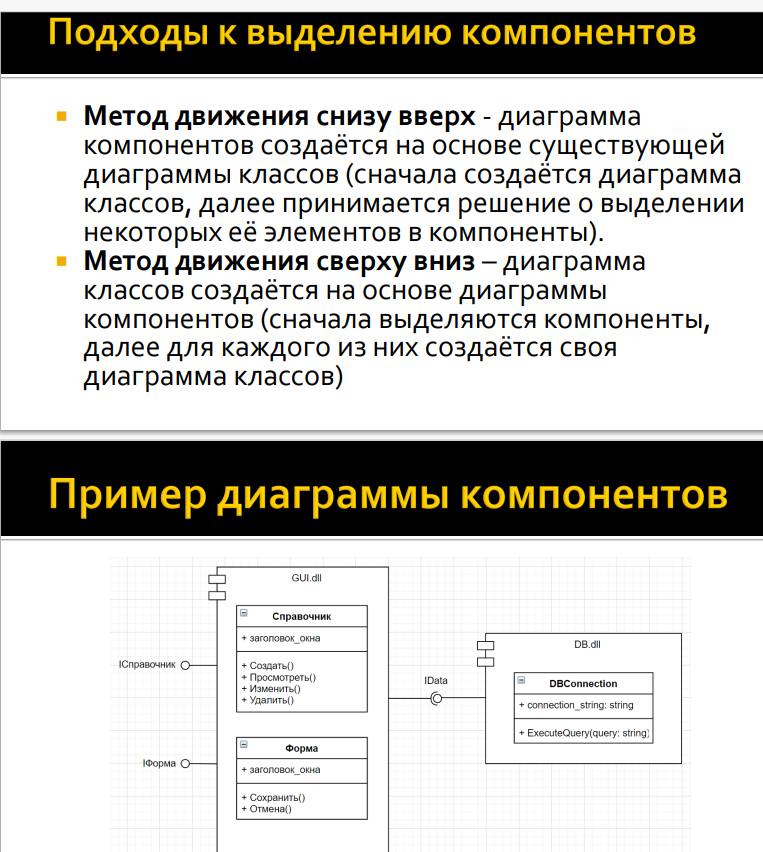 Подходы к выделению компонентов
Метод движения снизу вверх - диаграмма
компонентов создаётся на основе существующей
диаграммы классов (сначала создаётся диаграмма
классов, далее принимается решение о выделении
некоторых её элементов в компоненты).
Метод движения сверху вниз – диаграмма
классов создаётся на основе диаграммы
компонентов (сначала выделяются компоненты,
далее для каждого из них создаётся своя
диаграмма классов)
Пример диаграммы компонентов
GUI.dll
Справочник
+ заголовок_окна
+ Создать()
+ Просмотреть()
+ Изменить()
+ Удалить()
IСправочник
Форма
+ заголовок_окна
+ Сохранить()
+ Отмена()
IФорма
IData
DB.dll
DBConnection
+ connection_string: string
+ ExecuteQuery(query: string)